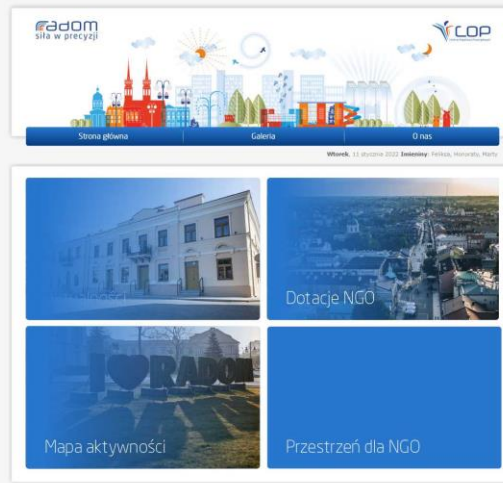 Radom
siła w precyzji
COP
Strona główna
Galeria
O nas
Wtorek, 11 stycznia 2022 Imieniny: Feliksa, Honoraty, Marty
Dotacje NGO
I RADOM
Mapa aktywności
Przestrzeń dla NGO